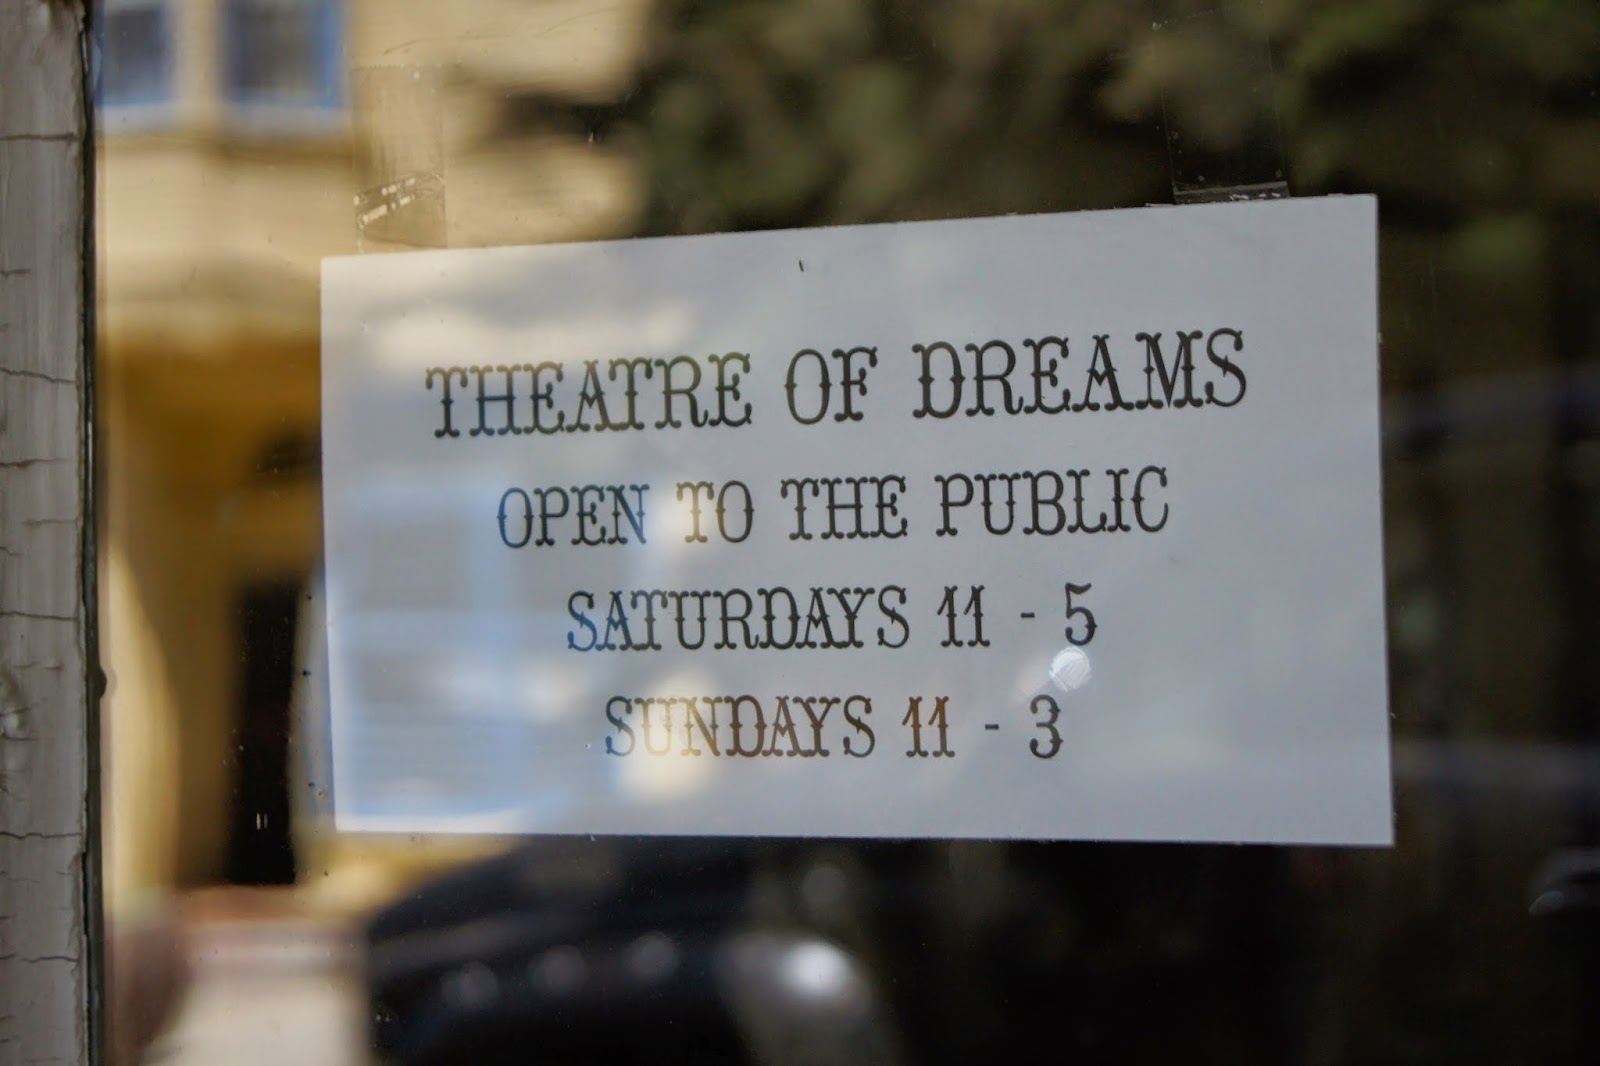 THEATRE OF DREAMS
OPEN TO THE PUBLIC
SATURDAYS 11 - 5
SUNDAYS 11 - 3